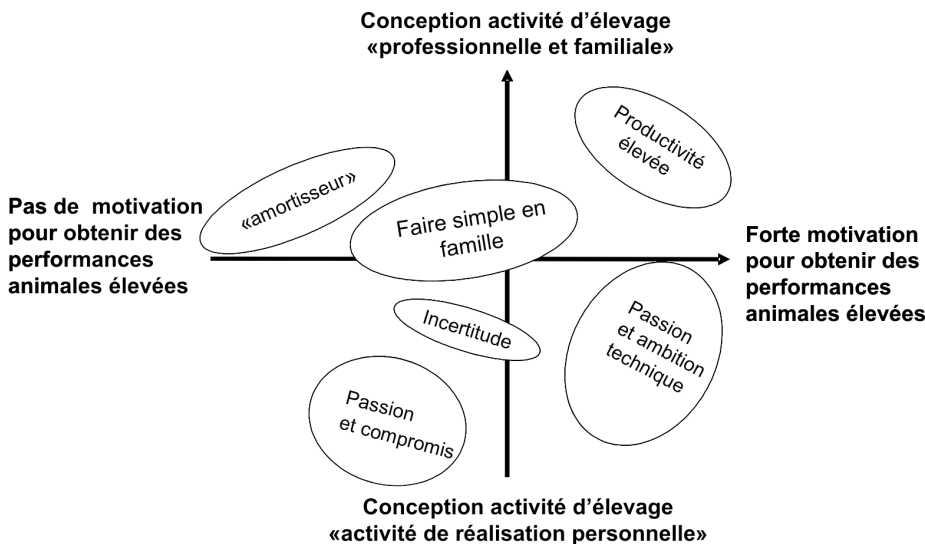 Conception activité d’élevage
«professionnelle et familiale»
Productivité
élevée
«amortisseur»
Pas de motivation
pour obtenir des
performances
animales élevées
Faire simple en
famille
Forte motivation
pour obtenir des
performances
animales élevées
Incertitude
Passion
et ambition
technique
Passion
et compromis
Conception activité d’élevage
«activité de réalisation personnelle»